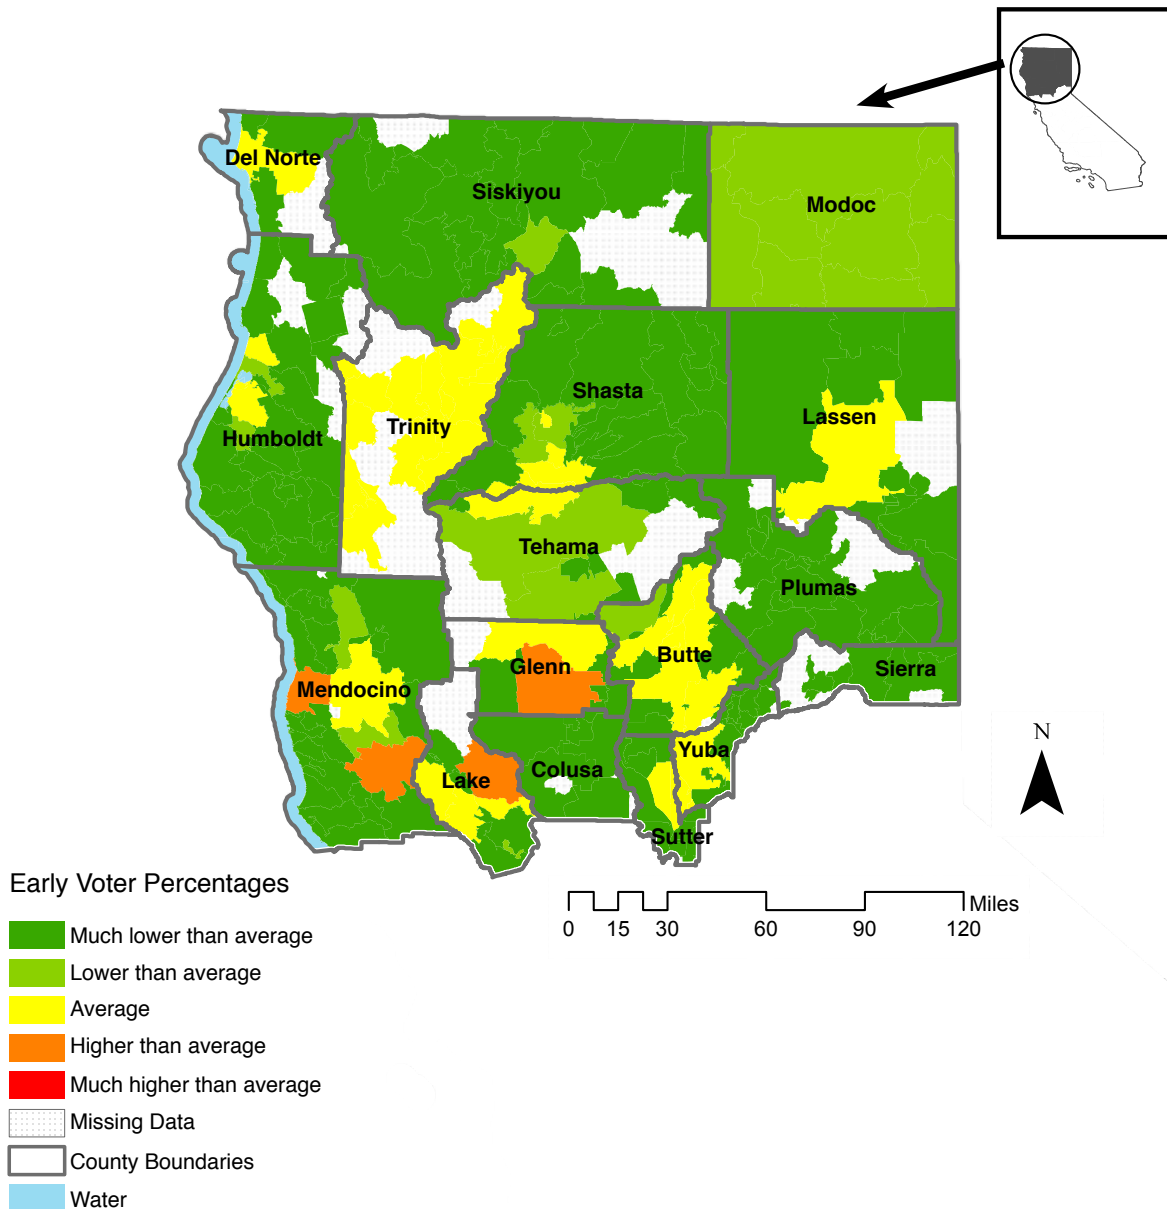 Del Norte
Siskiyou
Modoc
Shasta
Lassen
Trinity
Humboldt
Tehama
Plumas
Butte
Glenn
Sierra
Mendocino
Yuba
Colusa
Lake
Sutter
N
Early Voter Percentages
Much lower than average
Lower than average
Average
Higher than average
Much higher than average
Missing Data
County Boundaries
Water
Miles
0 15 30 60 90 120